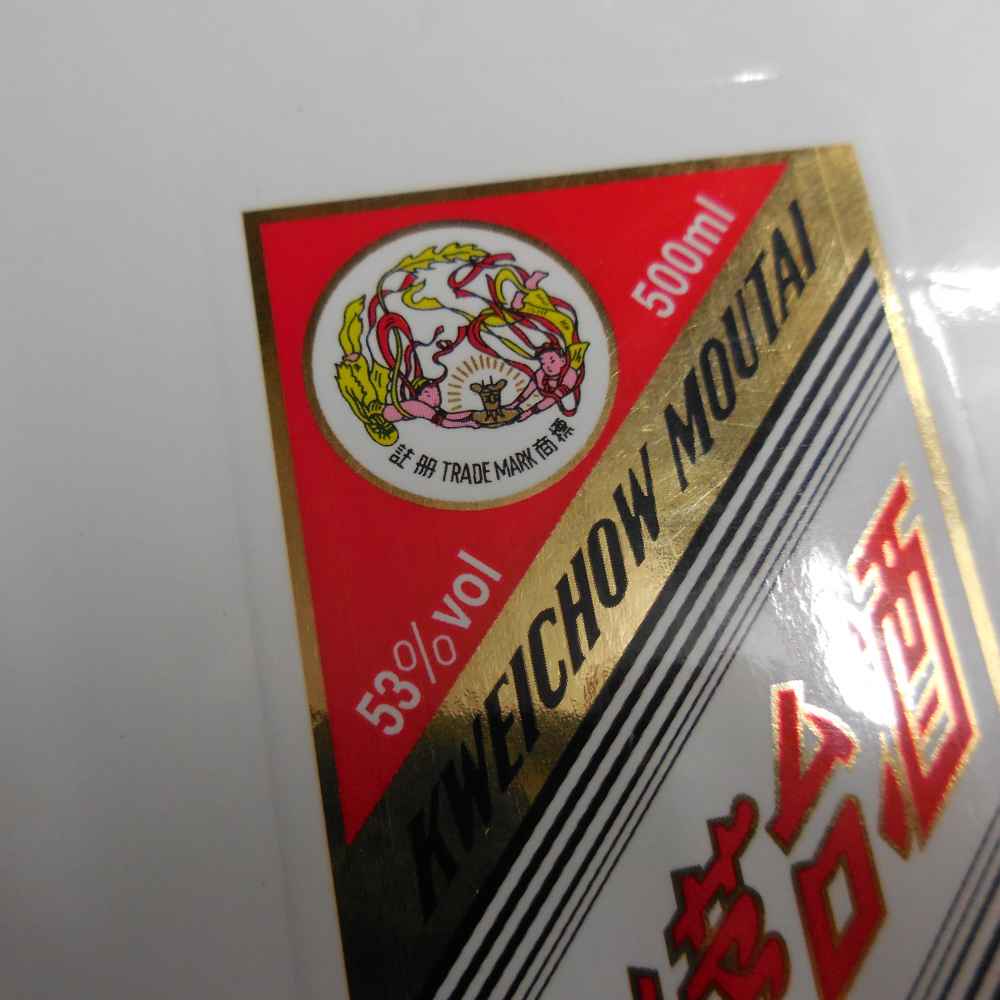 註册 TRADE MARK 商標
500ml
53%vol
KWEICHOW MOUTAI
台酒